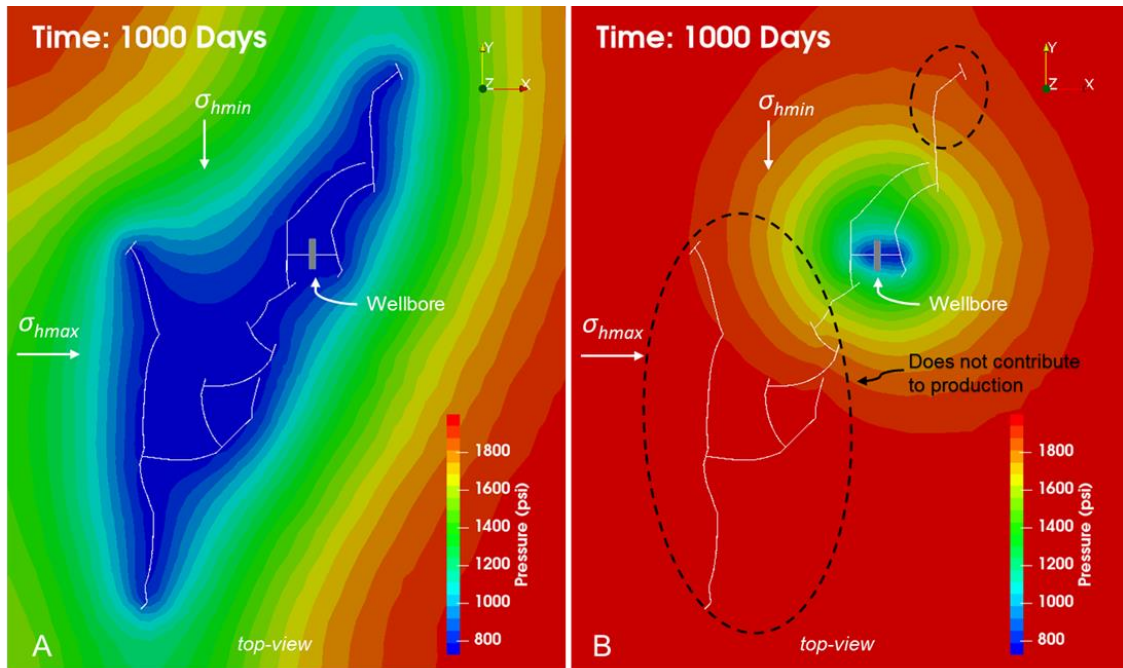 Time: 1000 Days
Y
Z
X
σhmin
Wellbore
σhmax
1800
1600
1400
1200
1000
800
Pressure (psi)
A
top-view
Time: 1000 Days
Y
Z
X
σhmin
Wellbore
σhmax
Does not contribute
to production
1800
1600
1400
1200
1000
800
Pressure (psi)
B
top-view